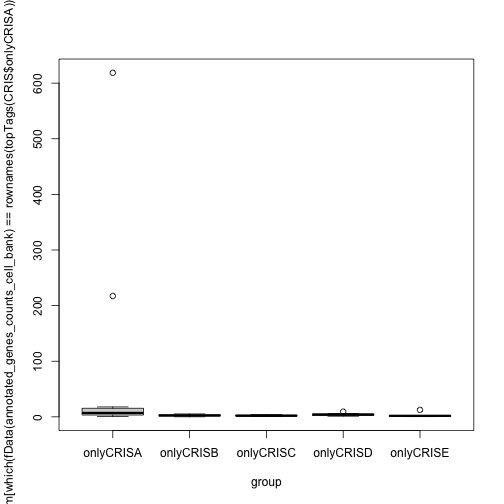 m[which(fData(annotated_genes_counts_cell_bank) == rownames(topTags(CRIS$onlyCRISA))
600
500
400
300
200
100
0
onlyCRISA onlyCRISB onlyCRISC onlyCRISD onlyCRISE
group